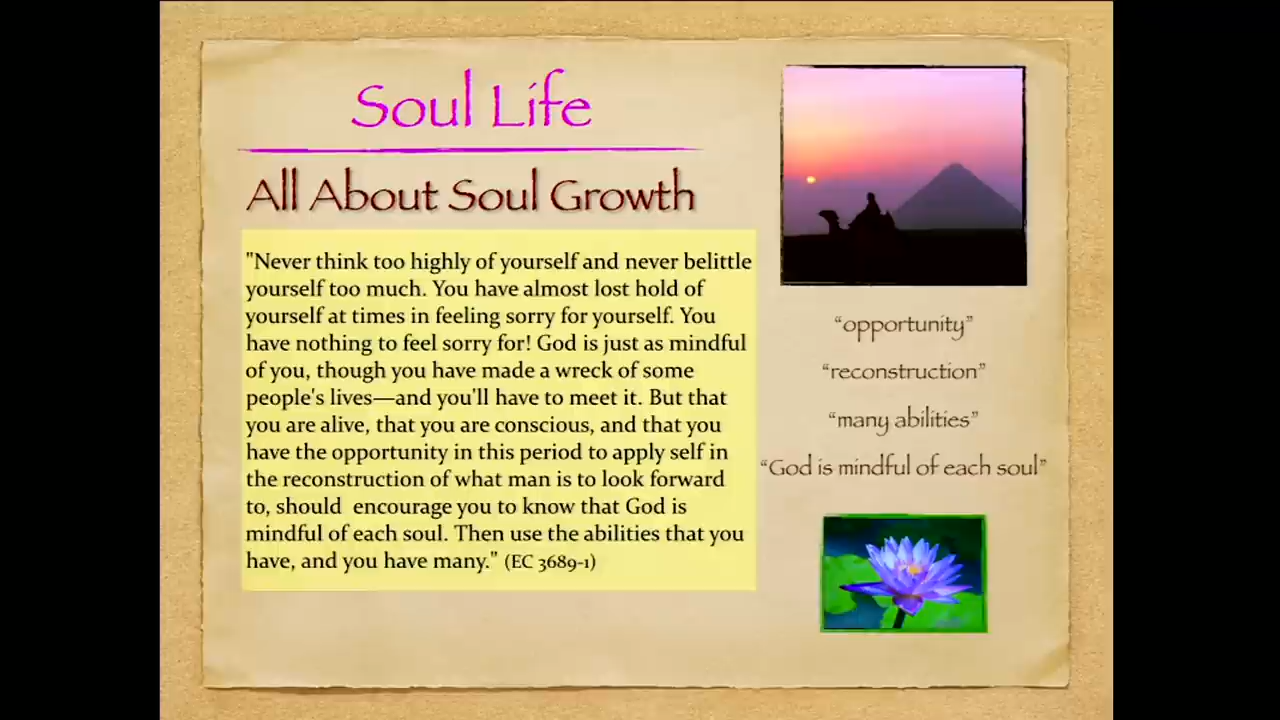 Soul Life
All About Soul Growth
"Never think too highly of yourself and never belittle
yourself too much. You have almost lost hold of
yourself at times in feeling sorry for yourself. You
have nothing to feel sorry for! God is just as mindful
of you, though you have made a wreck of some
people's lives—and you'll have to meet it. But that
you are alive, that you are conscious, and that you
have the opportunity in this period to apply self in
the reconstruction of what man is to look forward
to, should  encourage you to know that God is
mindful of each soul. Then use the abilities that you
have, and you have many." (EC 3689-1)
“opportunity”
“reconstruction”
“many abilities”
“God is mindful of each soul”